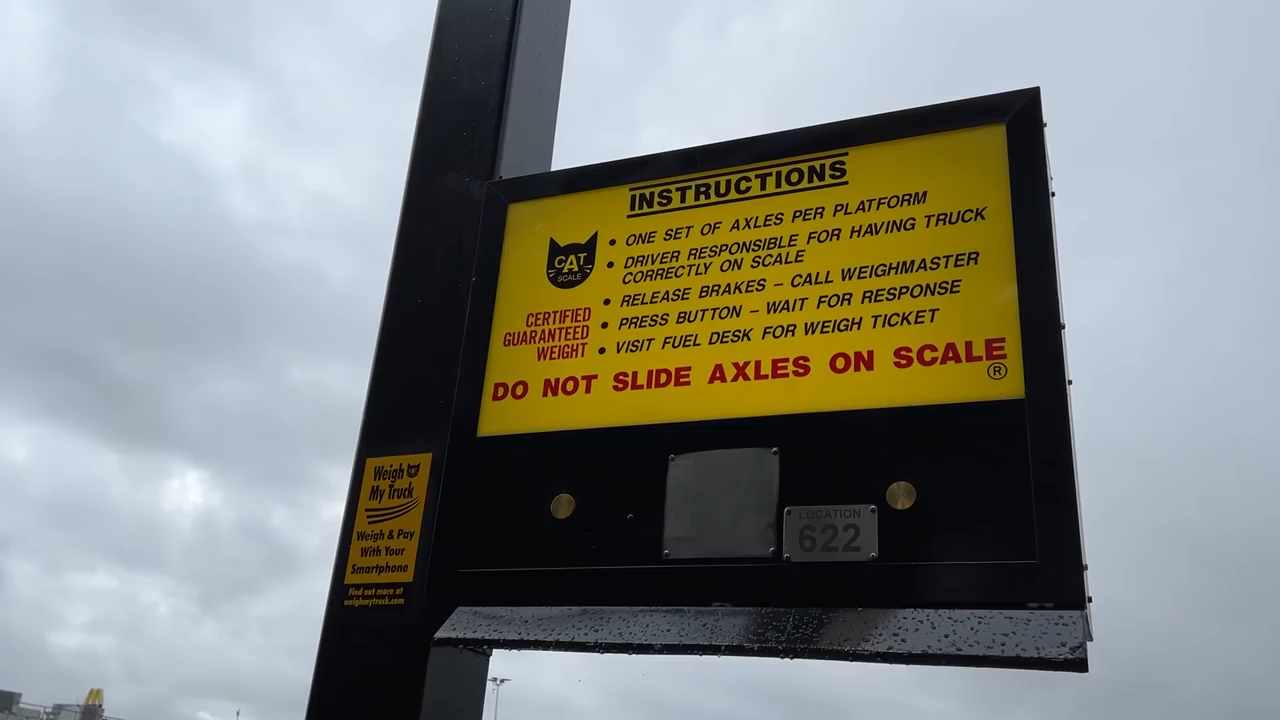 INSTRUCTIONS
• ONE SET OF AXLES PER PLATFORM
• DRIVER RESPONSIBLE FOR HAVING TRUCK
CORRECTLY ON SCALE
• RELEASE BRAKES – CALL WEIGHMASTER
• PRESS BUTTON – WAIT FOR RESPONSE
• VISIT FUEL DESK FOR WEIGH TICKET
CAT
SCALE
CERTIFIED
GUARANTEED
WEIGHT
DO NOT SLIDE AXLES ON SCALE
®
LOCATION
622
Weigh
My Truck
Weigh & Pay
With Your
Smartphone
Find out more at
weighmytruck.com